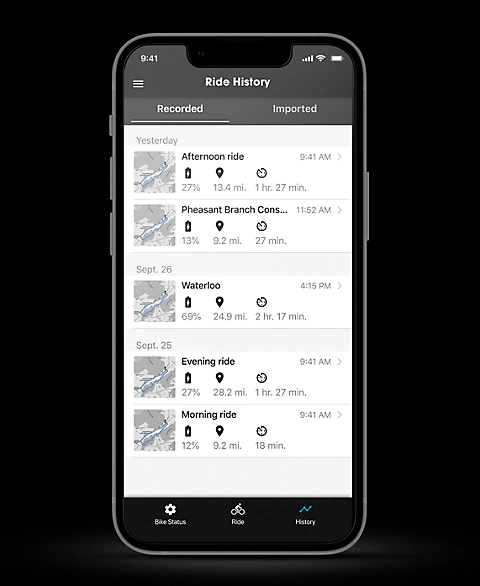 9:41
Ride History
Recorded Imported
Yesterday
Afternoon ride 9:41 AM
27% 13.4 mi. 1 hr. 27 min.
Pheasant Branch Cons... 11:52 AM
13% 9.2 mi. 27 min.
Sept. 26
Waterloo 4:15 PM
69% 24.9 mi. 2 hr. 17 min.
Sept. 25
Evening ride 9:41 AM
27% 28.2 mi. 1 hr. 27 min.
Morning ride 9:41 AM
12% 9.2 mi. 18 min.
Bike Status Ride History